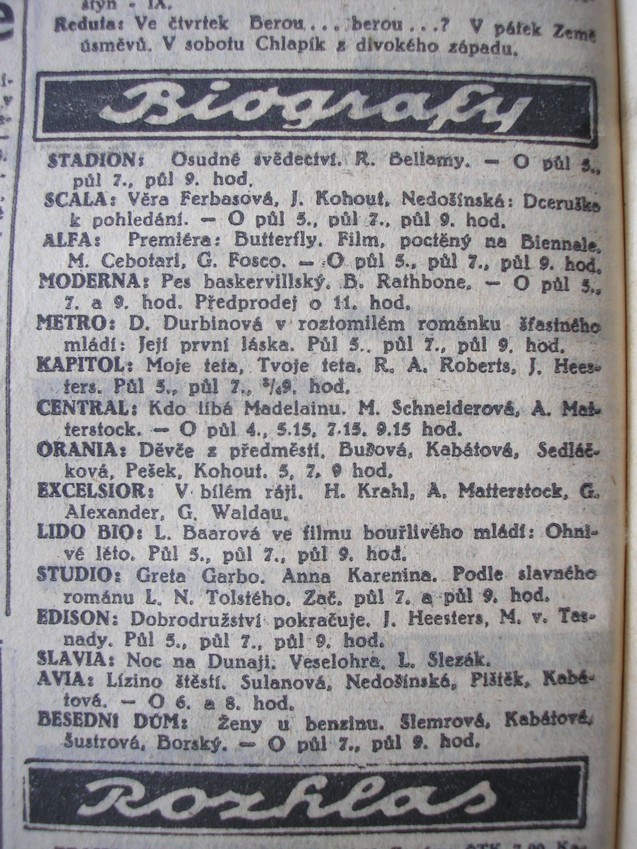 styn - IX.
Reduta: Ve čtvrtek Berou... berou...? V pátek Země
úsměvů. V sobotu Chlapík z divokého západu.
Biografy
STADION: Osudné svědectví. R. Bellamy. — O půl 5.,
půl 7., půl 9. hod.
SCALA: Věra Ferbasová, J. Kohout, Nedošínská: Dceruška
k pohledání. — O půl 5., půl 7., půl 9. hod.
ALFA: Premiéra: Butterfly. Film, poctěný na Biennale.
M. Cebotari, G. Fosco. — O půl 5., půl 7., půl 9. hod.
MODERNA: Pes baskervillský. B. Rathbone. — O půl 5.,
7. a 9. hod. Předprodej o 11. hod.
METRO: D. Durbinová v roztomilém románku šťastného
mládí: Její první láska. Půl 5., půl 7., půl 9. hod.
KAPITOL: Moje teta, Tvoje teta. R. A. Roberts, J. Hees-
ters. Půl 5., půl 7., ³/₄9. hod.
CENTRAL: Kdo líbá Madelainu. M. Schneiderová, A. Mat-
terstock. — O půl 4., 5.15, 7.15, 9.15 hod.
ORANIA: Děvče z předměstí. Bušová, Kabátová, Sedláč-
ková, Pešek, Kohout. 5, 7, 9 hod.
EXCELSIOR: V bílém ráji. H. Krahl, A. Matterstock, G.
Alexander, G. Waldau.
LIDO BIO: L. Baarová ve filmu bouřlivého mládí: Ohni-
vé léto. Půl 5., půl 7., půl 9. hod.
STUDIO: Greta Garbo. Anna Karenina. Podle slavného
románu L. N. Tolstého. Zač. půl 7. a půl 9. hod.
EDISON: Dobrodružství pokračuje. J. Heesters, M. v. Tas-
nady. Půl 5., půl 7., půl 9. hod.
SLAVIA: Noc na Dunaji. Veselohra. L. Slezák.
AVIA: Lízino štěstí. Sulanová, Nedošínská, Pištěk, Kabá-
tová. — O 6. a 8. hod.
BESEDNÍ DŮM: Ženy u benzinu. Šlemrová, Kabátová,
Šustrová, Borský. — O půl 7., půl 9. hod.
Rozhlas